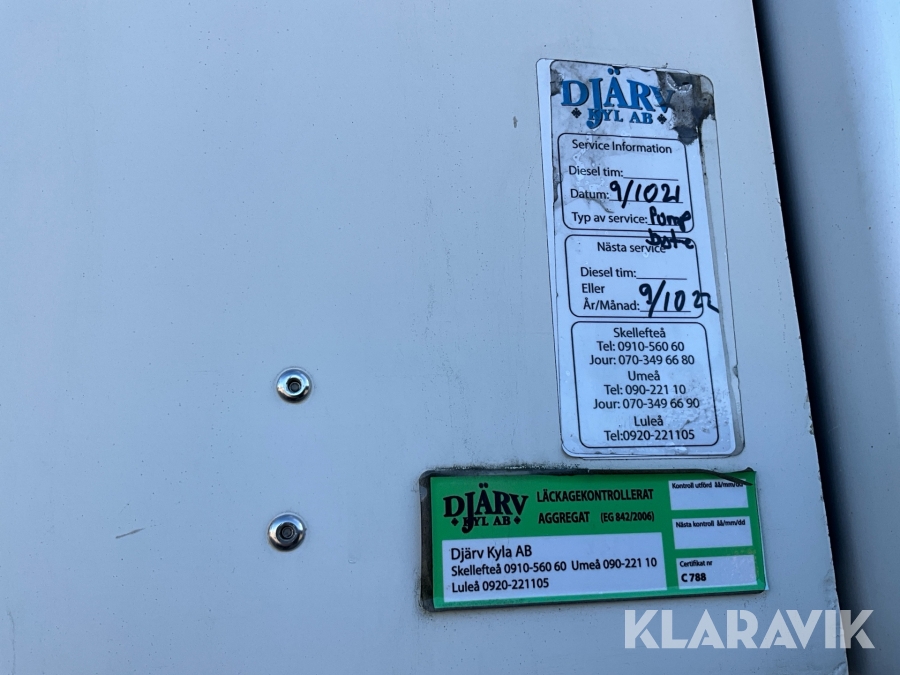 DJÄRV
KYL AB
Service Information
Diesel tim:
Datum: 9/10 21
Typ av service: Pump
byte
Nästa service
Diesel tim:
Eller
År/Månad: 9/10 22
Skellefteå
Tel: 0910-560 60
Jour: 070-349 66 80
Umeå
Tel: 090-221 10
Jour: 070-349 66 90
Luleå
Tel:0920-221105
DJÄRV
KYL AB
LÄCKAGEKONTROLLERAT
AGGREGAT (EG 842/2006)
Kontroll utförd åå/mm/dd
Nästa kontroll åå/mm/dd
Certifikat nr
C 788
Djärv Kyla AB
Skellefteå 0910-560 60 Umeå 090-221 10
Luleå 0920-221105
KLARAVIK